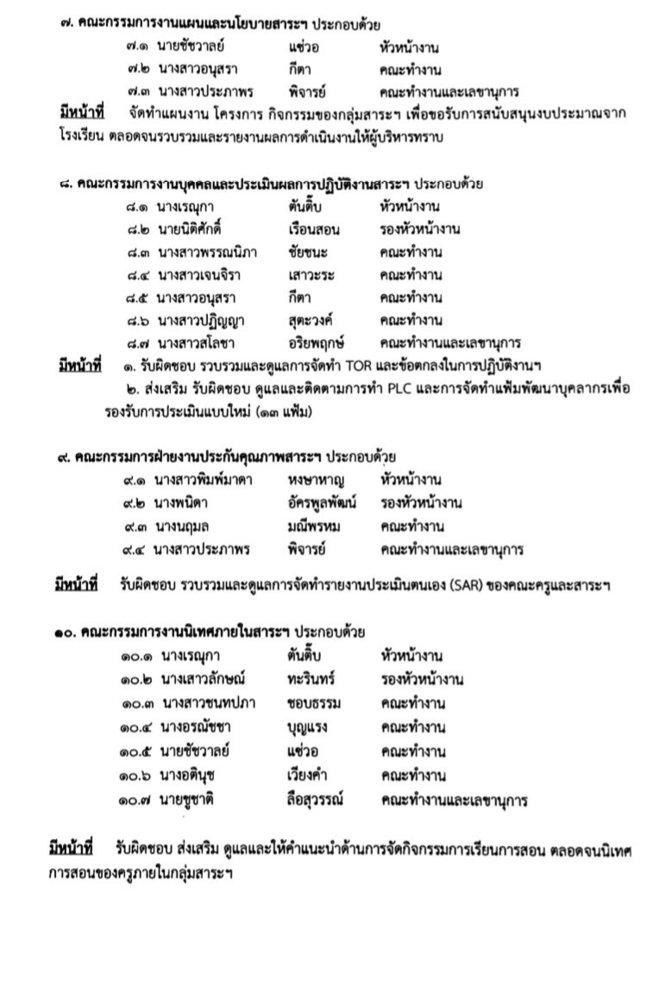 ๗. คณะกรรมการงานแผนและนโยบายสาระฯ ประกอบด้วย
๗.๑ นายชัชวาลย์ แซ่วอ หัวหน้างาน
๗.๒ นางสาวอนุสรา กีตา คณะทำงาน
๗.๓ นางสาวประภาพร พิจารย์ คณะทำงานและเลขานุการ
มีหน้าที่ จัดทำแผนงาน โครงการ กิจกรรมของกลุ่มสาระฯ เพื่อขอรับการสนับสนุนงบประมาณจาก
โรงเรียน ตลอดจนรวบรวมและรายงานผลการดำเนินงานให้ผู้บริหารทราบ
๘. คณะกรรมการงานบุคคลและประเมินผลการปฏิบัติงานสาระฯ ประกอบด้วย
๘.๑ นางเรณุกา ตันติ๊บ หัวหน้างาน
๘.๒ นายนิติศักดิ์ เรือนสอน รองหัวหน้างาน
๘.๓ นางสาวพรรณนิภา ชัยชนะ คณะทำงาน
๘.๔ นางสาวเจนจิรา เสาวะระ คณะทำงาน
๘.๕ นางสาวอนุสรา กีตา คณะทำงาน
๘.๖ นางสาวปฏิญญา สุตะวงค์ คณะทำงาน
๘.๗ นางสาวสโลชา อริยพฤกษ์ คณะทำงานและเลขานุการ
มีหน้าที่ ๑. รับผิดชอบ รวบรวมและดูแลการจัดทำ TOR และข้อตกลงในการปฏิบัติงานฯ
๒. ส่งเสริม รับผิดชอบ ดูแลและติดตามการทำ PLC และการจัดทำแฟ้มพัฒนาบุคลากรเพื่อ
รองรับการประเมินแบบใหม่ (๑๓ แฟ้ม)
๙. คณะกรรมการฝ่ายงานประกันคุณภาพสาระฯ ประกอบด้วย
๙.๑ นางสาวพิมพ์มาดา หงษาหาญ หัวหน้างาน
๙.๒ นางพนิดา อัครพูลพัฒน์ รองหัวหน้างาน
๙.๓ นางนฤมล มณีพรหม คณะทำงาน
๙.๔ นางสาวประภาพร พิจารย์ คณะทำงานและเลขานุการ
มีหน้าที่ รับผิดชอบ รวบรวมและดูแลการจัดทำรายงานประเมินตนเอง (SAR) ของคณะครูและสาระฯ
๑๐. คณะกรรมการงานนิเทศภายในสาระฯ ประกอบด้วย
๑๐.๑ นางเรณุกา ตันติ๊บ หัวหน้างาน
๑๐.๒ นางเสาวลักษณ์ ทะรินทร์ รองหัวหน้างาน
๑๐.๓ นางสาวชนทปภา ชอบธรรม คณะทำงาน
๑๐.๔ นางอรณัชชา บุญแรง คณะทำงาน
๑๐.๕ นายชัชวาลย์ แซ่วอ คณะทำงาน
๑๐.๖ นางอตินุช เวียงคำ คณะทำงาน
๑๐.๗ นายชูชาติ ลือสุวรรณ์ คณะทำงานและเลขานุการ
มีหน้าที่ รับผิดชอบ ส่งเสริม ดูแลและให้คำแนะนำด้านการจัดกิจกรรมการเรียนการสอน ตลอดจนนิเทศ
การสอนของครูภายในกลุ่มสาระฯ